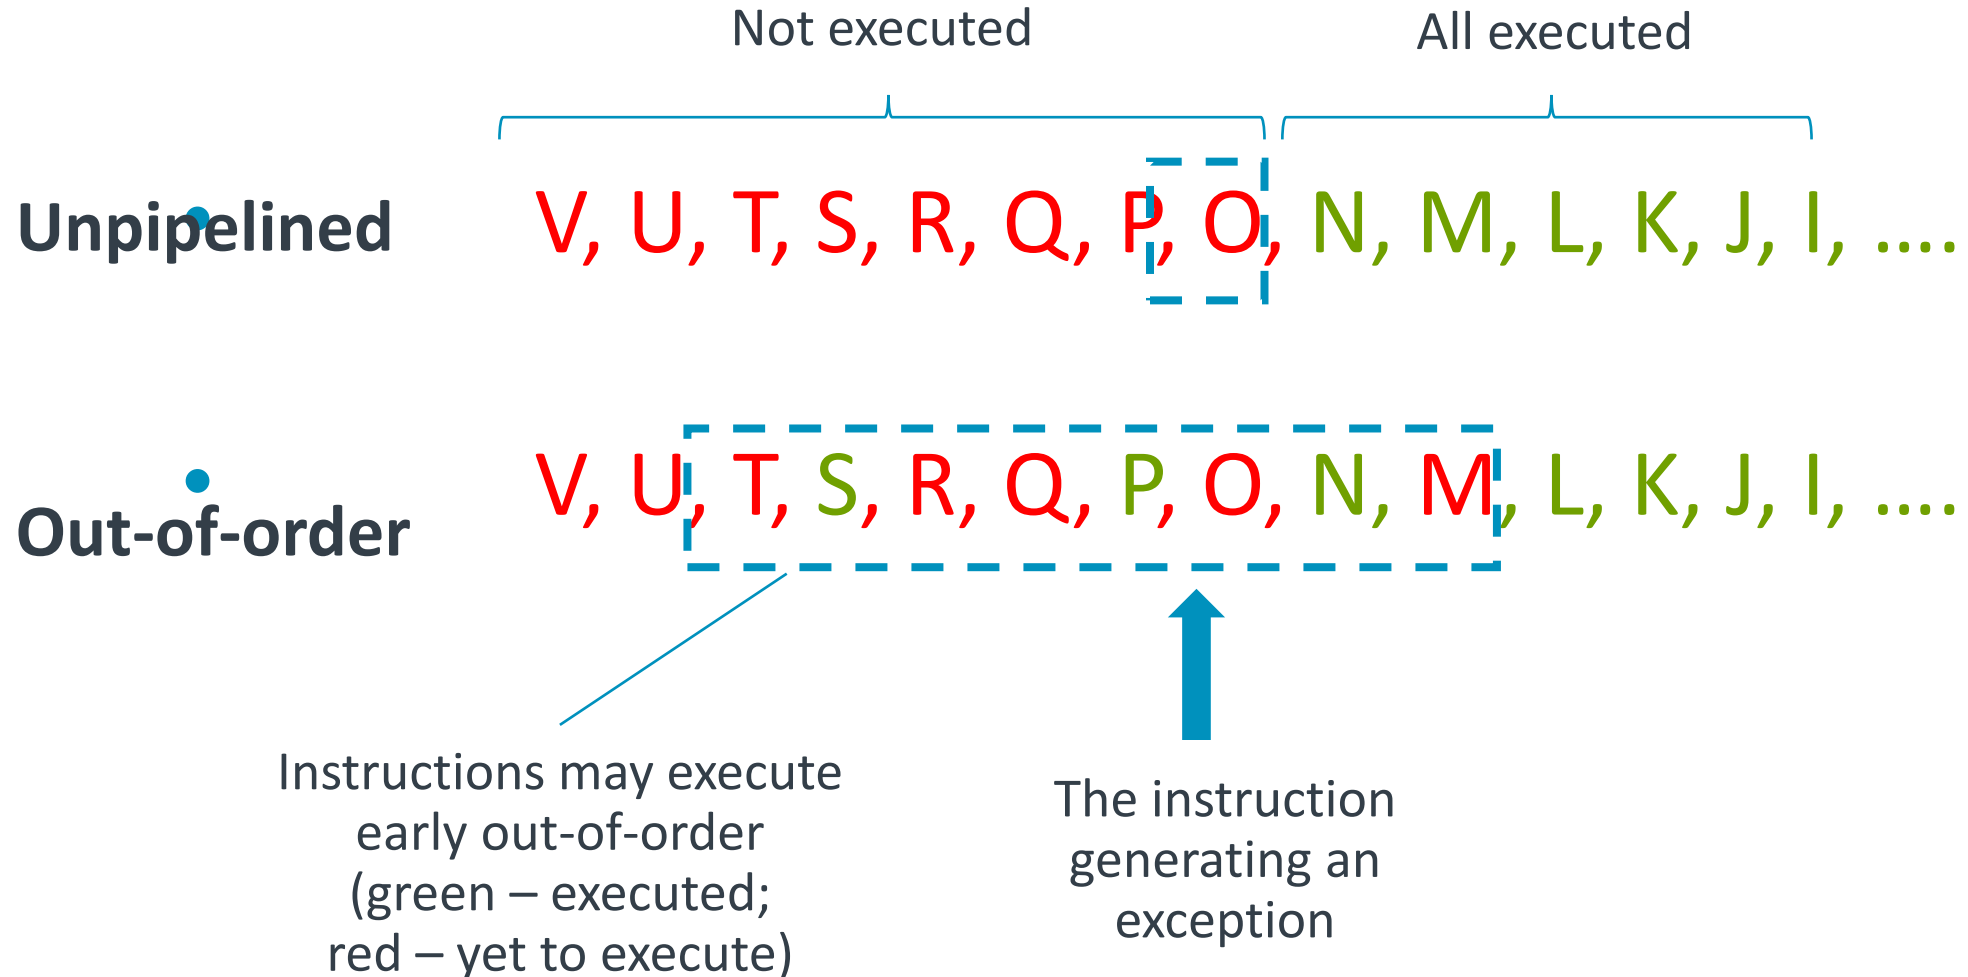 Not executed
All executed
Unpipelined
V, U, T, S, R, Q, P, O, N, M, L, K, J, I, ....
Out-of-order
V, U, T, S, R, Q, P, O, N, M, L, K, J, I, ....
Instructions may execute
early out-of-order
(green – executed;
red – yet to execute)
The instruction
generating an
exception